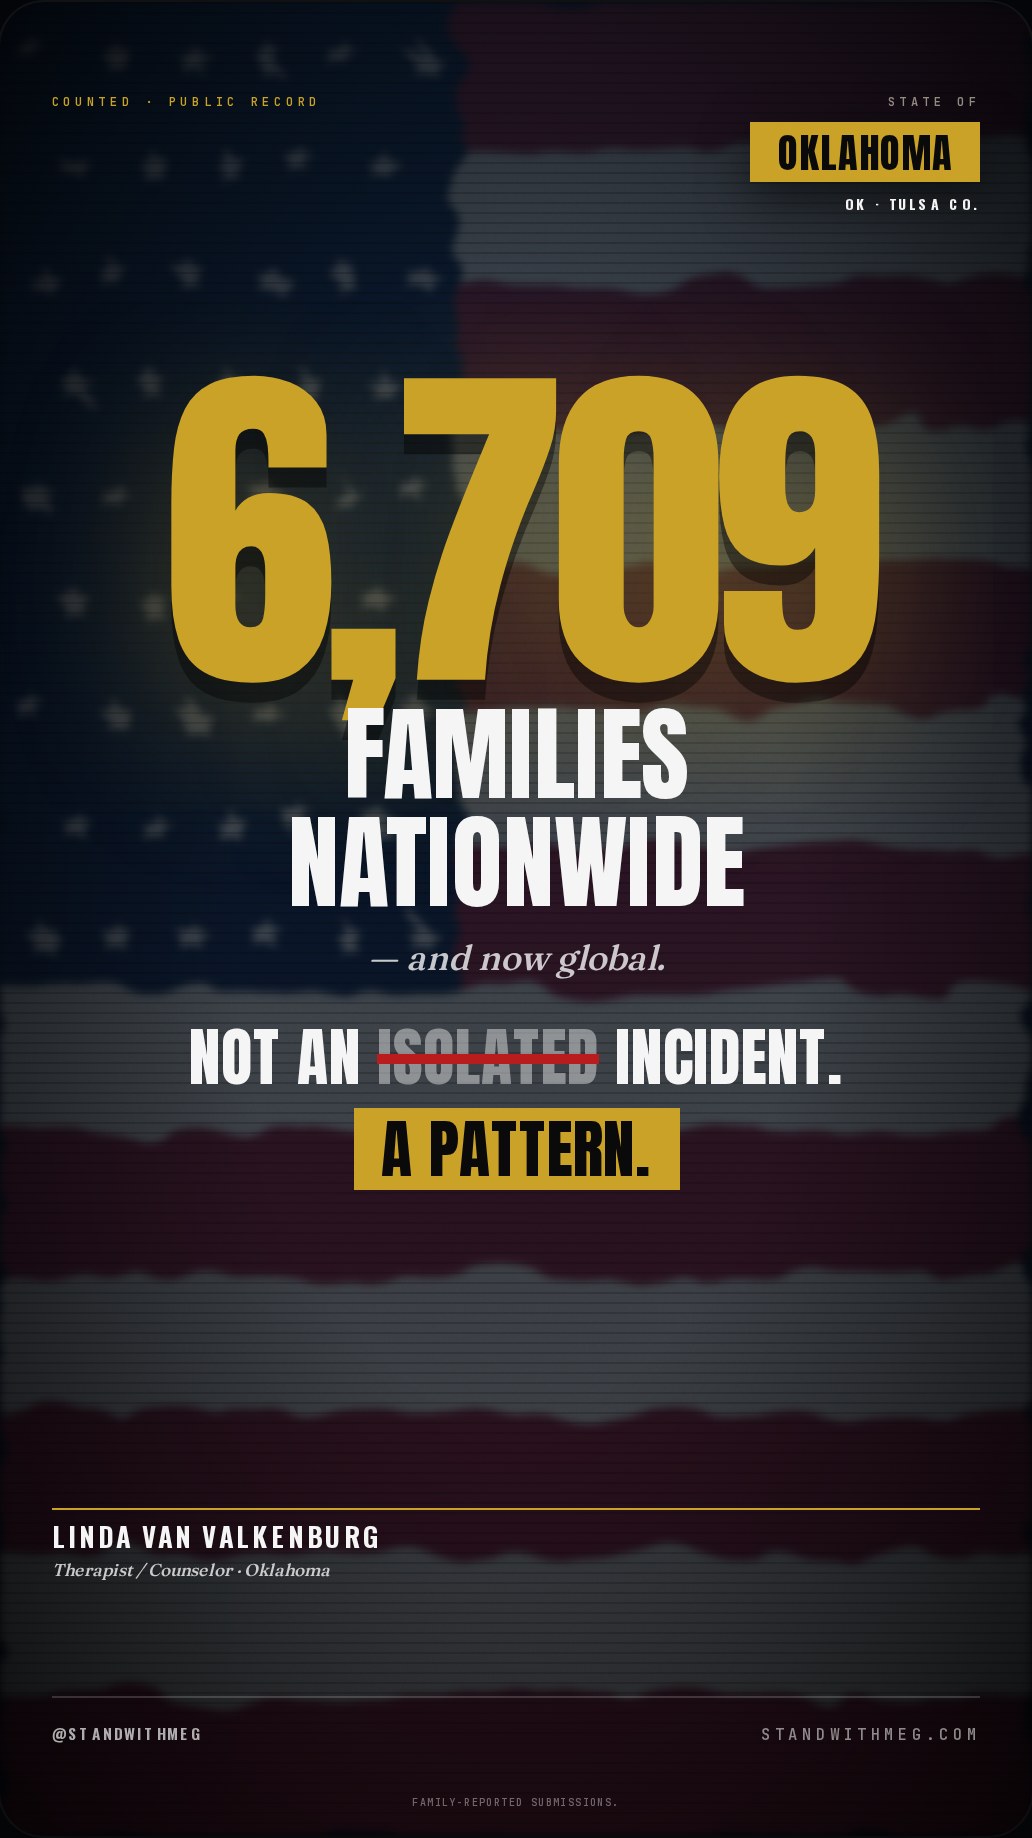 COUNTED · PUBLIC RECORD
STATE OF
OKLAHOMA
OK · TULSA CO.
6,709
FAMILIES
NATIONWIDE
— and now global.
NOT AN ISOLATED INCIDENT.
A PATTERN.
LINDA VAN VALKENBURG
Therapist / Counselor · Oklahoma
@STANDWITHMEG
STANDWITHMEG.COM
FAMILY-REPORTED SUBMISSIONS.